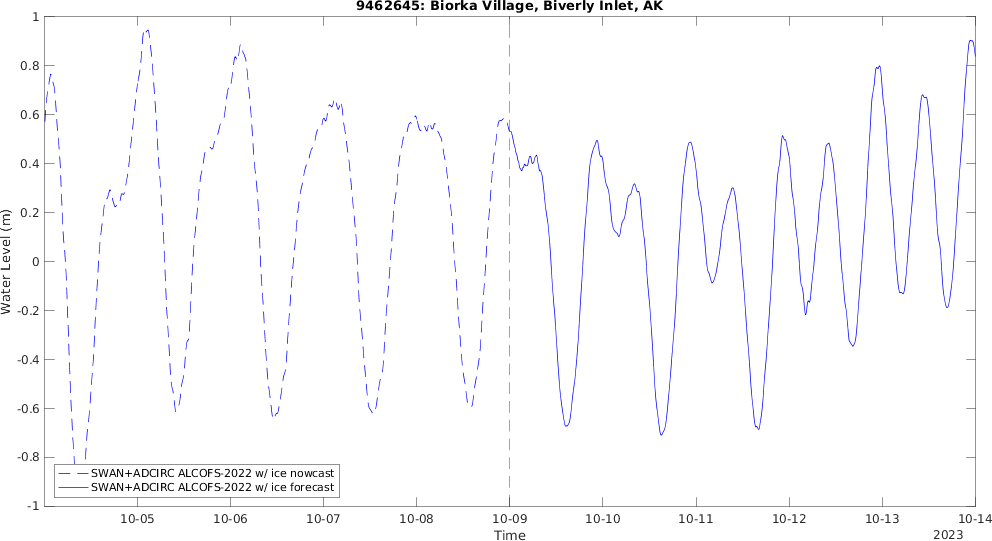 9462645: Biorka Village, Biverly Inlet, AK
Water Level (m)
1
0.8
0.6
0.4
0.2
0
-0.2
-0.4
-0.6
-0.8
-1
SWAN+ADCIRC ALCOFS-2022 w/ ice nowcast
SWAN+ADCIRC ALCOFS-2022 w/ ice forecast
10-05 10-06 10-07 10-08 10-09 10-10 10-11 10-12 10-13 10-14
Time
2023